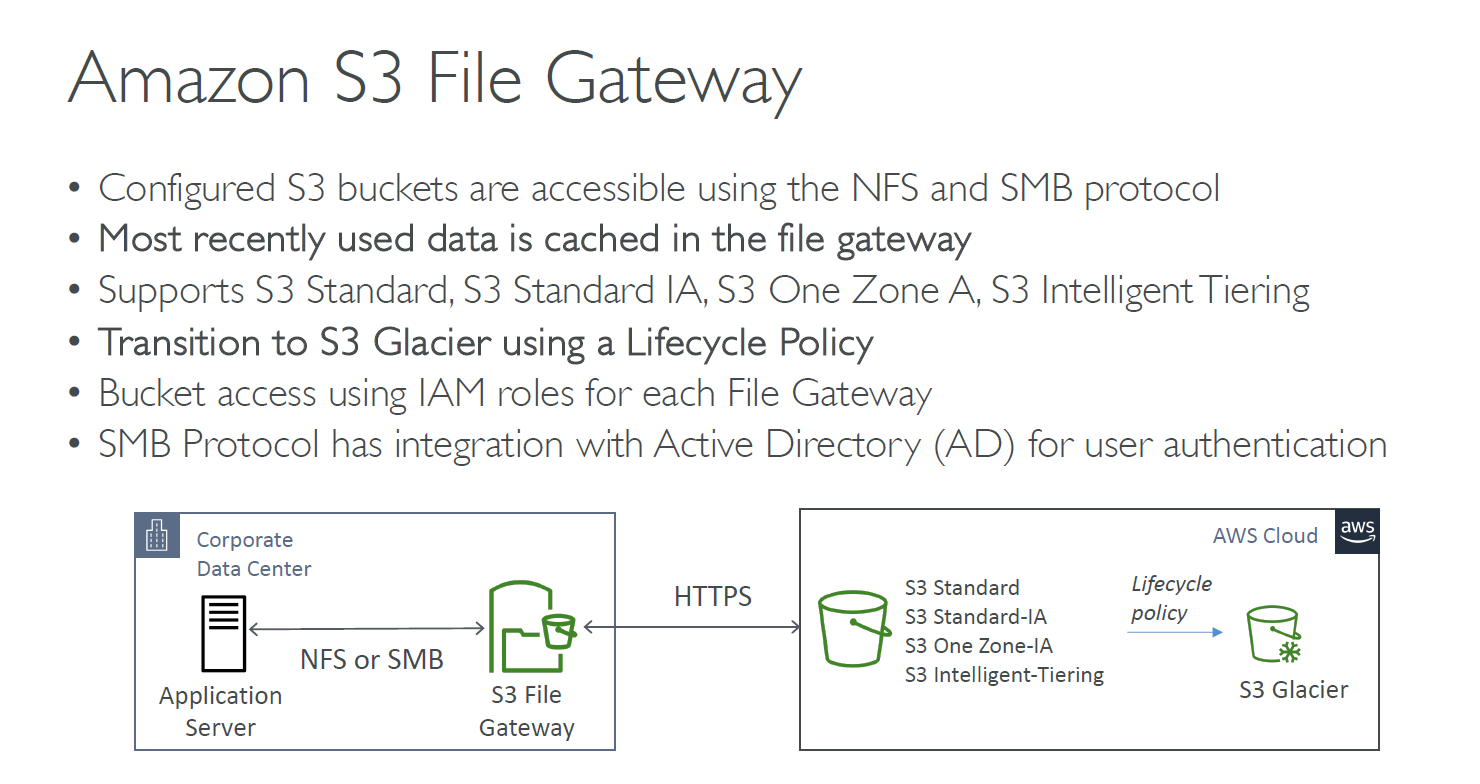 Amazon S3 File Gateway
• Configured S3 buckets are accessible using the NFS and SMB protocol
• Most recently used data is cached in the file gateway
• Supports S3 Standard, S3 Standard IA, S3 One Zone A, S3 Intelligent Tiering
• Transition to S3 Glacier using a Lifecycle Policy
• Bucket access using IAM roles for each File Gateway
• SMB Protocol has integration with Active Directory (AD) for user authentication
Corporate
Data Center
Application
Server
NFS or SMB
S3 File
Gateway
HTTPS
AWS Cloud
aws
S3 Standard
S3 Standard-IA
S3 One Zone-IA
S3 Intelligent-Tiering
Lifecycle
policy
S3 Glacier